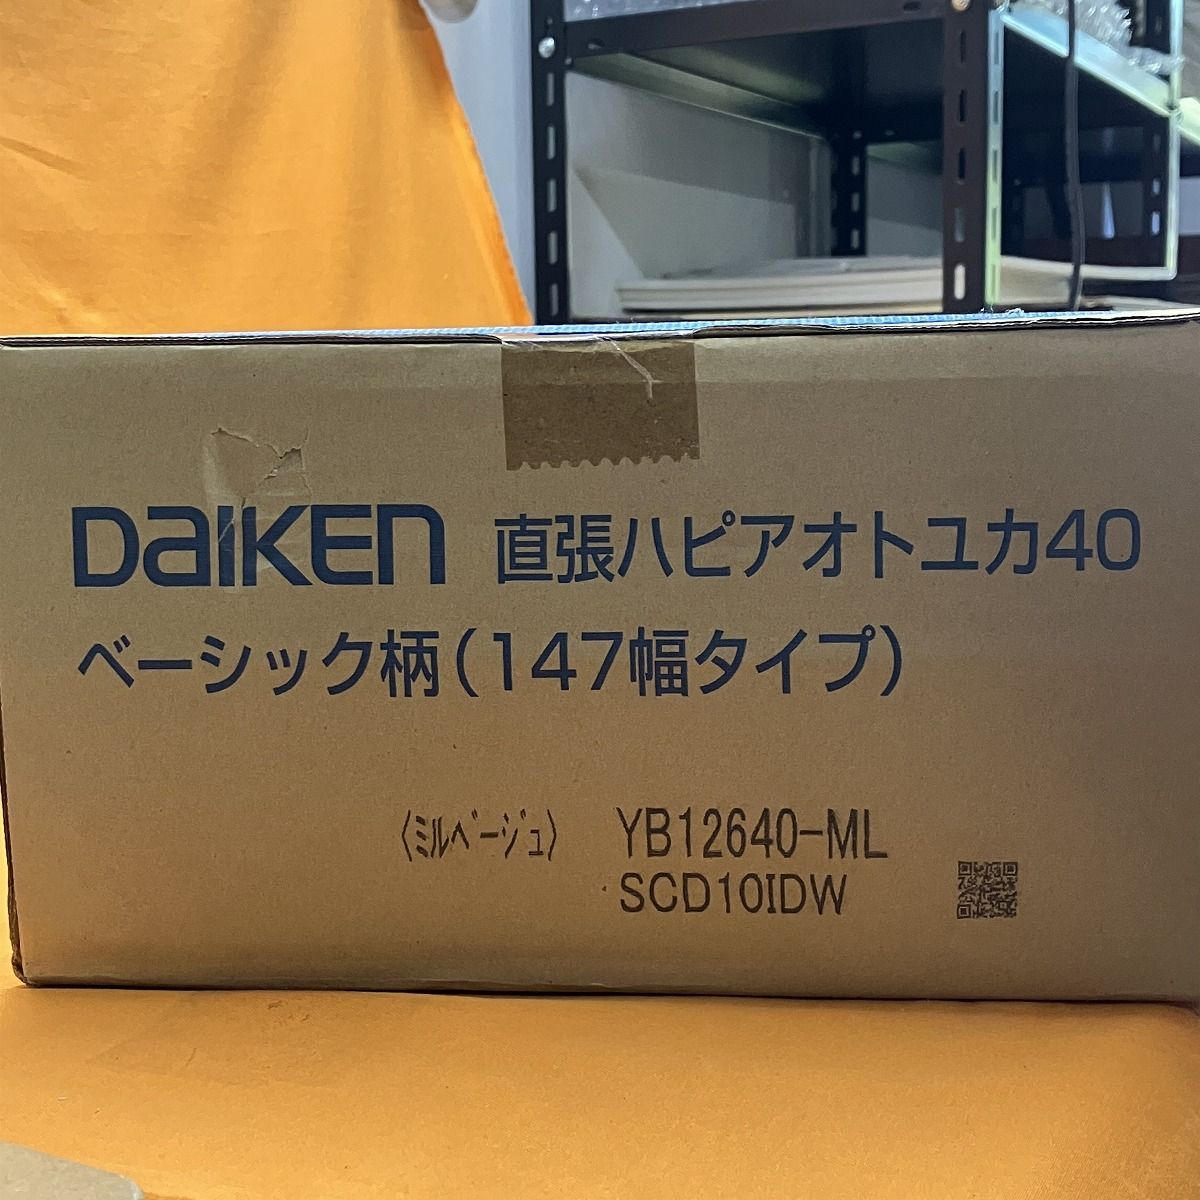 DAIKEN 直張ハピアオトユカ40
ベーシック柄(147幅タイプ)
〈ミルベージュ〉 YB12640-ML
SCD10IDW